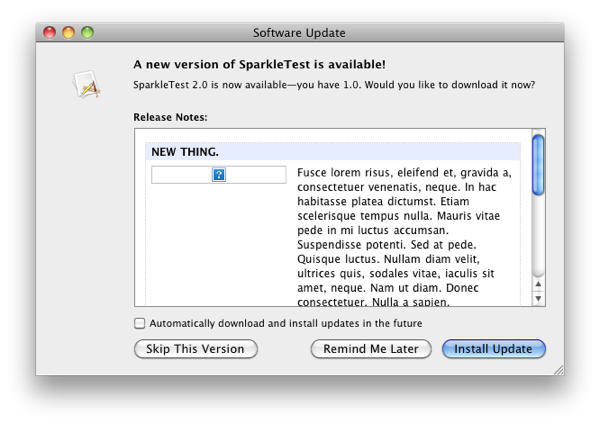 Software Update
A new version of SparkleTest is available!
SparkleTest 2.0 is now available—you have 1.0. Would you like to download it now?
Release Notes:
NEW THING.
?
Fusce lorem risus, eleifend et, gravida a,
consectetuer venenatis, neque. In hac
habitasse platea dictumst. Etiam
scelerisque tempus nulla. Mauris vitae
pede in mi luctus accumsan.
Suspendisse potenti. Sed at pede.
Quisque luctus. Nullam diam velit,
ultrices quis, sodales vitae, iaculis sit
amet, neque. Nam ut diam. Donec
consectetuer. Nulla a sapien.
Automatically download and install updates in the future
Skip This Version
Remind Me Later
Install Update